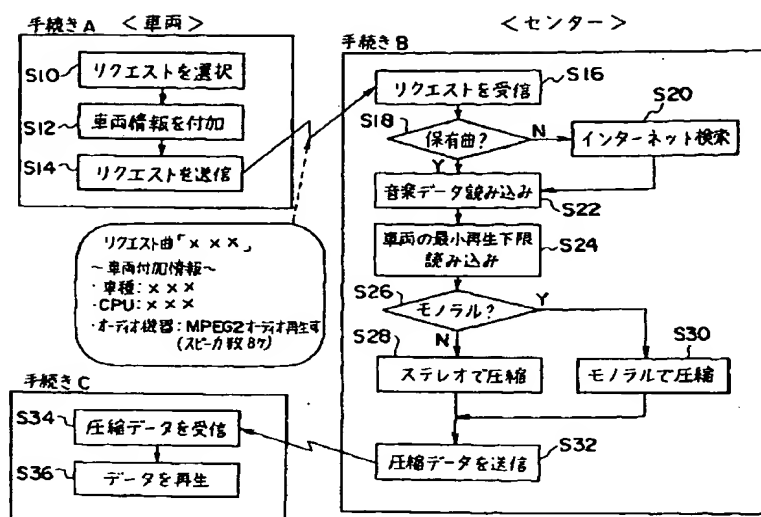 手続きA <車両>
S10 リクエストを選択
S12 車両情報を付加
S14 リクエストを送信
リクエスト曲「×××」
～車両付加情報～
・車種：×××
・CPU：×××
・オーディオ機器：MPEG2オーディオ再生可
(スピーカ数8ヶ)
手続きC
S34 圧縮データを受信
S36 データを再生
<センター>
手続きB
リクエストを受信 S16
S18 保有曲? N
Y
S20
インターネット検索
音楽データ読み込み
S22
車両の最小再生下限
読み込み
S24
S26 モノラル? Y
N
S28
ステレオで圧縮
S30
モノラルで圧縮
圧縮データを送信 S32